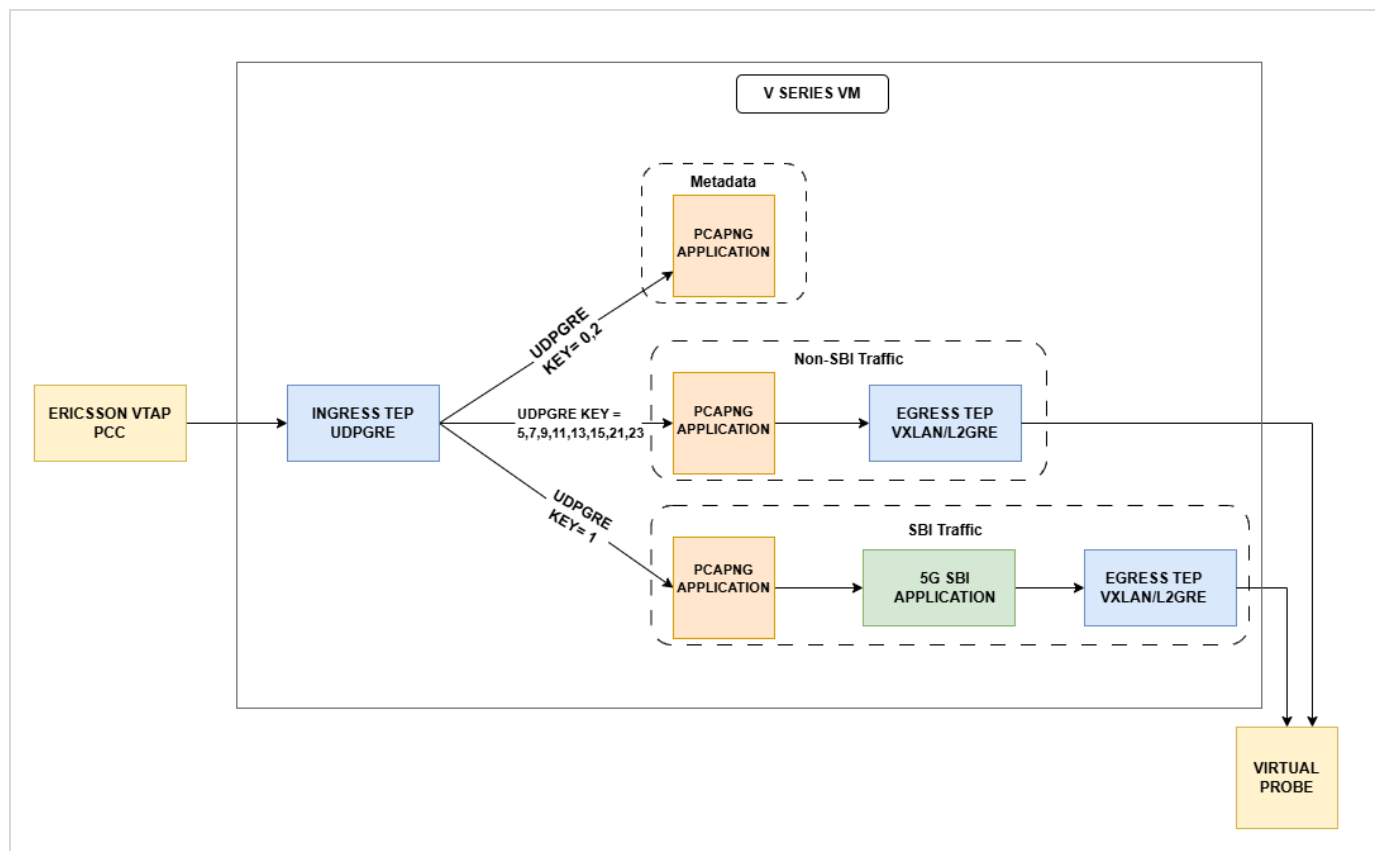 V SERIES VM
Metadata
PCAPNG
APPLICATION
UDPGRE
KEY= 0,2
Non-SBI Traffic
ERICSSON VTAP
PCC
INGRESS TEP
UDPGRE
UDPGRE KEY =
5,7,9,11,13,15,21,23
PCAPNG
APPLICATION
EGRESS TEP
VXLAN/L2GRE
UDPGRE
KEY= 1
SBI Traffic
PCAPNG
APPLICATION
5G SBI
APPLICATION
EGRESS TEP
VXLAN/L2GRE
VIRTUAL
PROBE